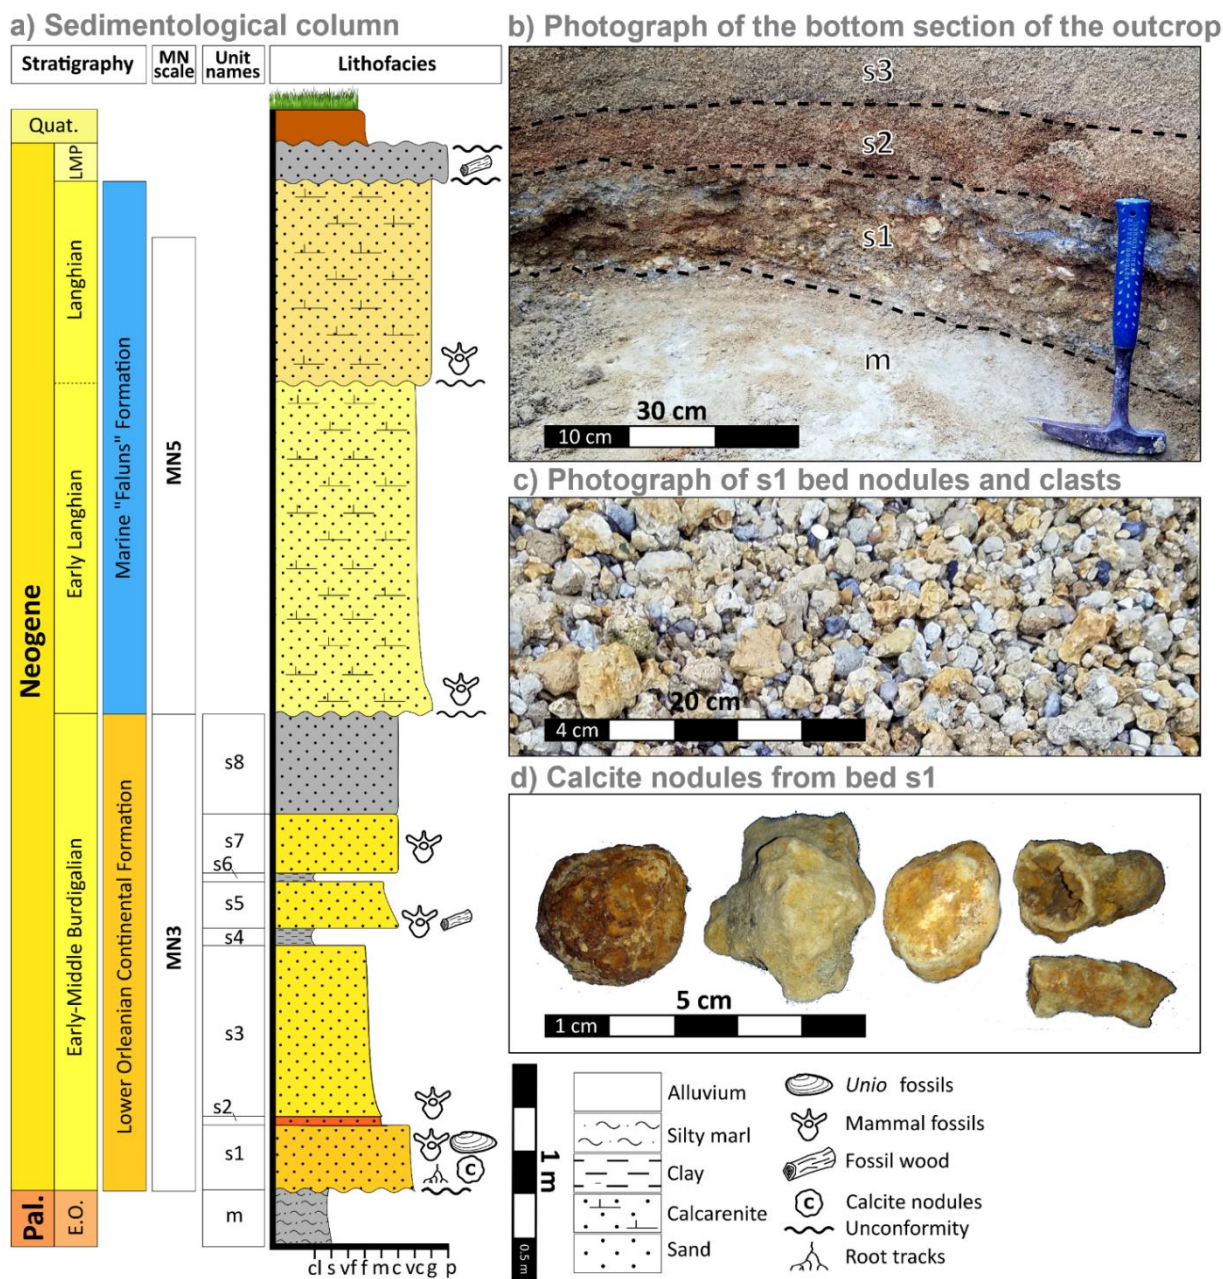 a) Sedimentological column
Stratigraphy
MN
scale
Unit
names
Lithofacies
Quat.
LMP
Neogene
Langhian
Early Langhian
Early-Middle Burdigalian
Pal.
E.O.
Marine "Faluns" Formation
Lower Orleanian Continental Formation
MN5
MN3
s8
s7
s6
s5
s4
s3
s2
s1
m
C
cl s vf f m c vc g p
b) Photograph of the bottom section of the outcrop
s3
s2
s1
m
30 cm
10 cm
c) Photograph of s1 bed nodules and clasts
20 cm
4 cm
d) Calcite nodules from bed s1
5 cm
1 cm
1 m
0.5 m
Alluvium
Silty marl
Clay
Calcarenite
Sand
Unio fossils
Mammal fossils
Fossil wood
C
Calcite nodules
Unconformity
Root tracks